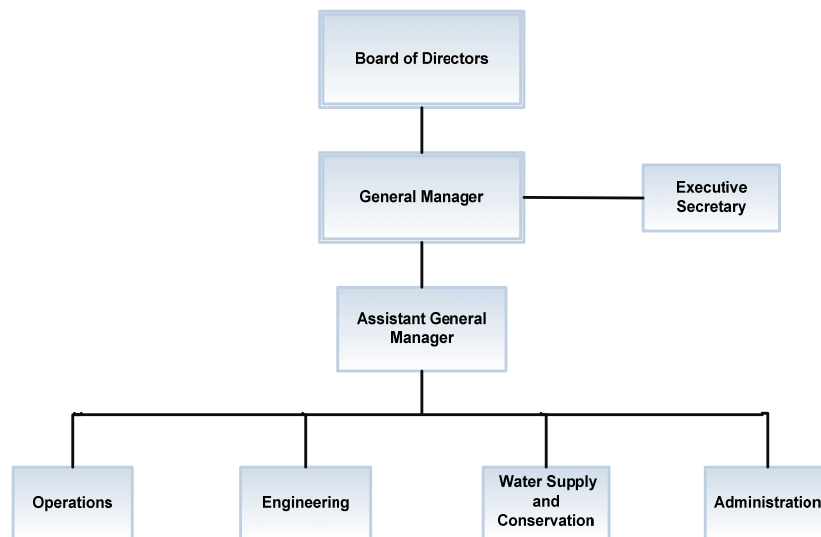 Board of Directors
General Manager
Executive
Secretary
Assistant General
Manager
Operations
Engineering
Water Supply
and
Conservation
Administration